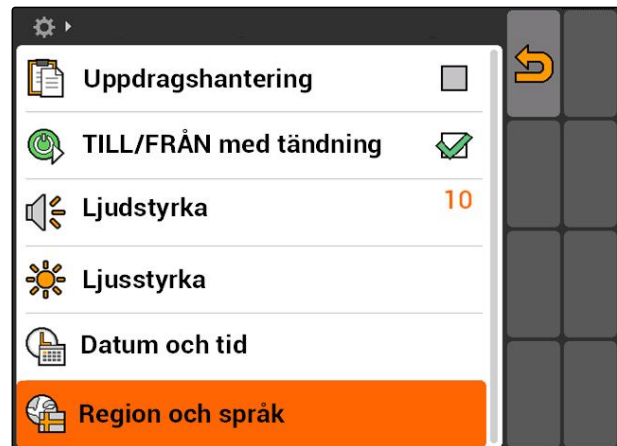 Uppdragshantering
TILL/FRÅN med tändning
Ljudstyrka 10
Ljusstyrka
Datum och tid
Region och språk